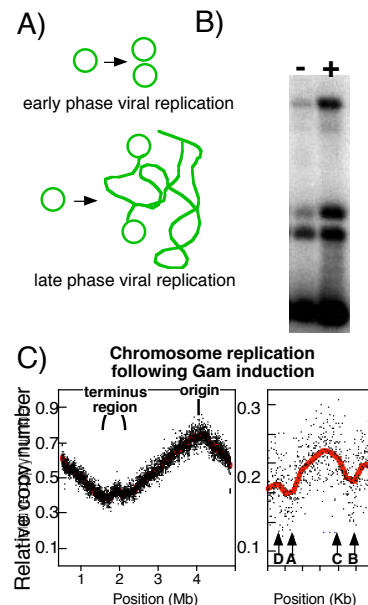 A)
early phase viral replication
late phase viral replication
B)
- +
C)
Chromosome replication
following Gam induction
terminus
region
origin
Relative copy number
0.9
0.7
0.5
0.3
0.1
1 2 3 4
Position (Mb)
0.3
0.2
0.1
D A C B
Position (Kb)